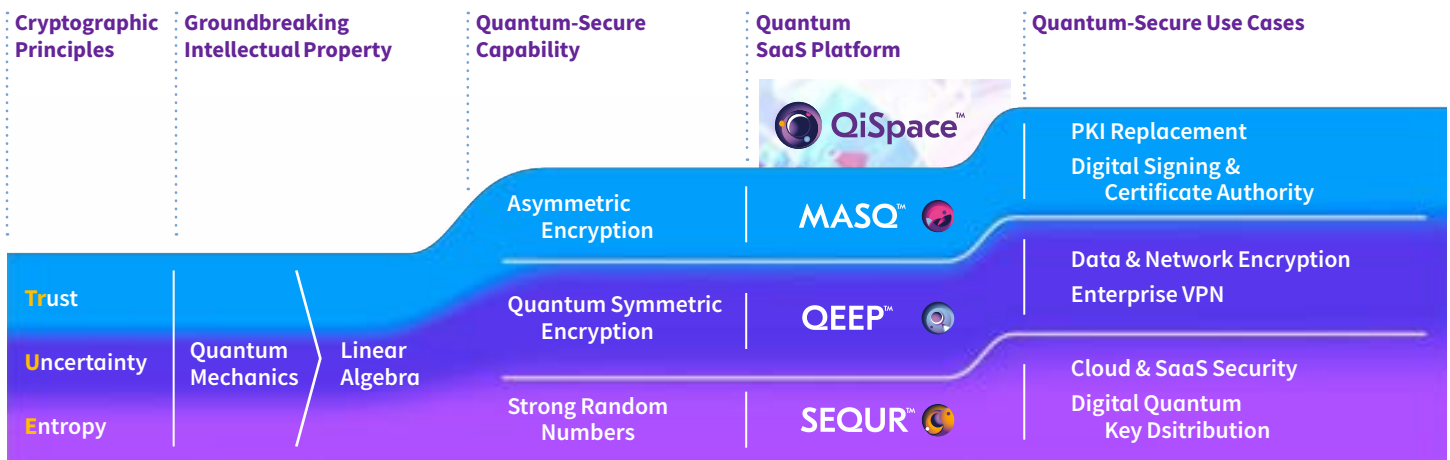 Cryptographic
Principles
Groundbreaking
Intellectual Property
Quantum-Secure
Capability
Quantum
SaaS Platform
Quantum-Secure Use Cases
QiSpace™
Trust
Uncertainty
Entropy
Quantum
Mechanics
Linear
Algebra
Asymmetric
Encryption
MASQ™
PKI Replacement
Digital Signing &
Certificate Authority
Quantum Symmetric
Encryption
QEEP™
Data & Network Encryption
Enterprise VPN
Strong Random
Numbers
SEQUR™
Cloud & SaaS Security
Digital Quantum
Key Dsitribution